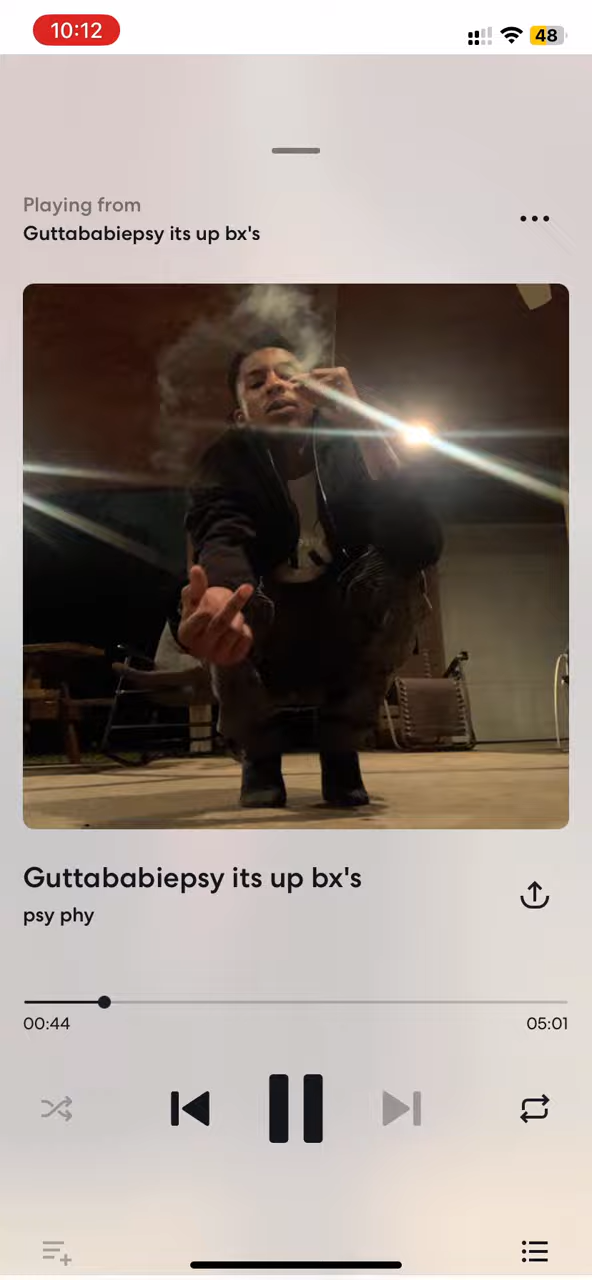 10:12
48
Playing from
Guttababiepsy its up bx's
Guttababiepsy its up bx's
psy phy
00:44
05:01